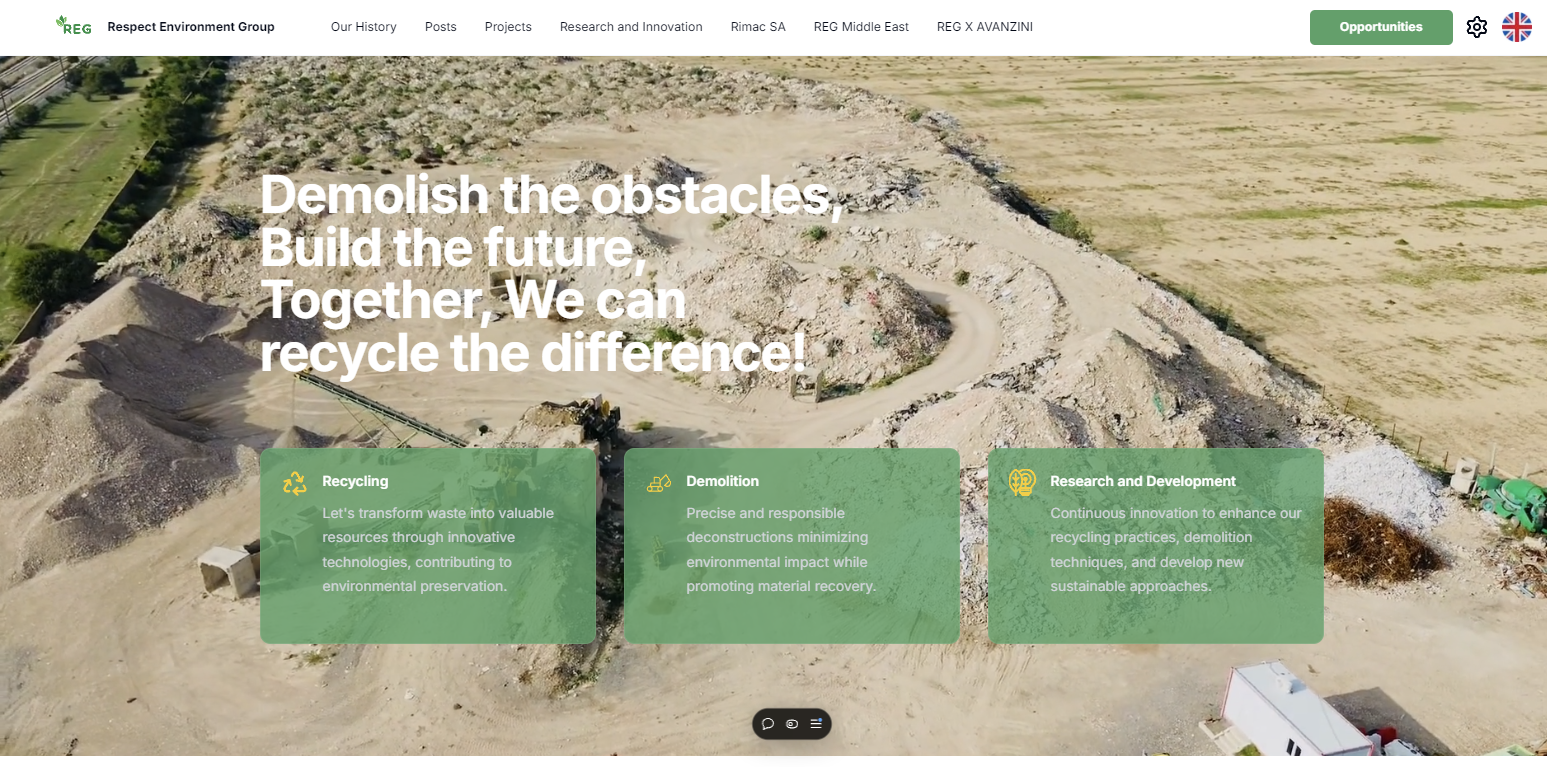 REG
Respect Environment Group
Our History
Posts
Projects
Research and Innovation
Rimac SA
REG Middle East
REG X AVANZINI
Opportunities
Demolish the obstacles,
Build the future,
Together, We can
recycle the difference!
Recycling
Let's transform waste into valuable
resources through innovative
technologies, contributing to
environmental preservation.
Demolition
Precise and responsible
deconstructions minimizing
environmental impact while
promoting material recovery.
Research and Development
Continuous innovation to enhance our
recycling practices, demolition
techniques, and develop new
sustainable approaches.